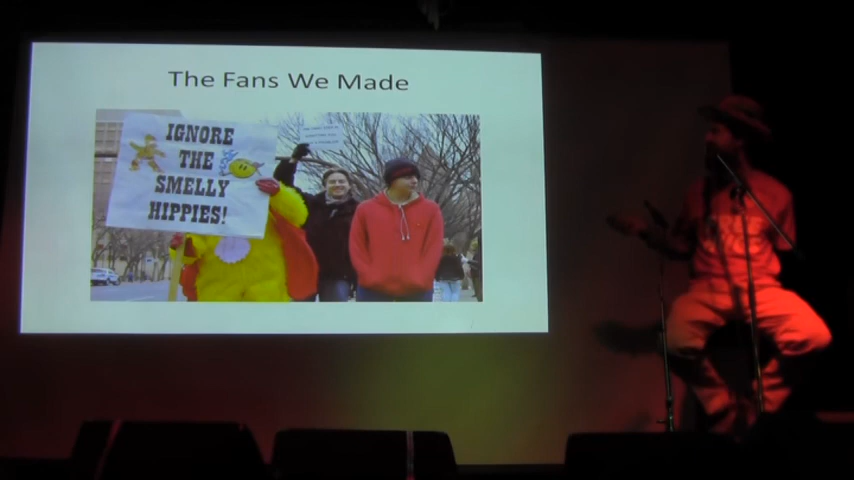 The Fans We Made
IGNORE
THE
SMELLY
HIPPIES!